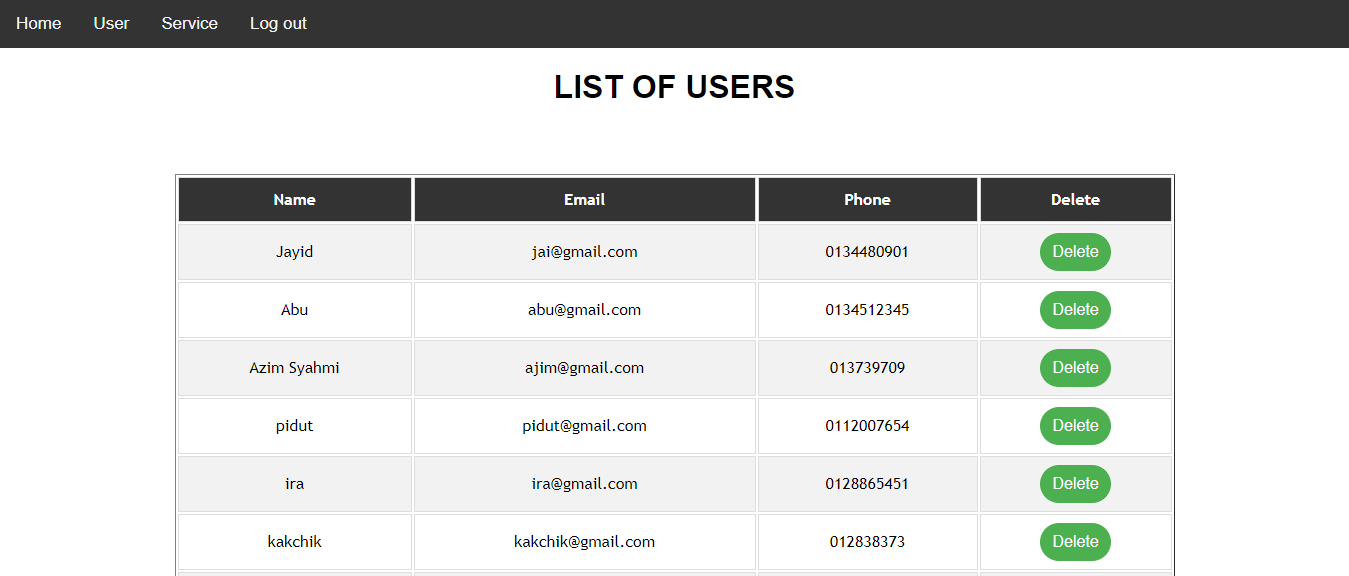 Home User Service Log out
LIST OF USERS
Name Email Phone Delete
Jayid jai@gmail.com 0134480901 Delete
Abu abu@gmail.com 0134512345 Delete
Azim Syahmi ajim@gmail.com 013739709 Delete
pidut pidut@gmail.com 0112007654 Delete
ira ira@gmail.com 0128865451 Delete
kakchik kakchik@gmail.com 012838373 Delete